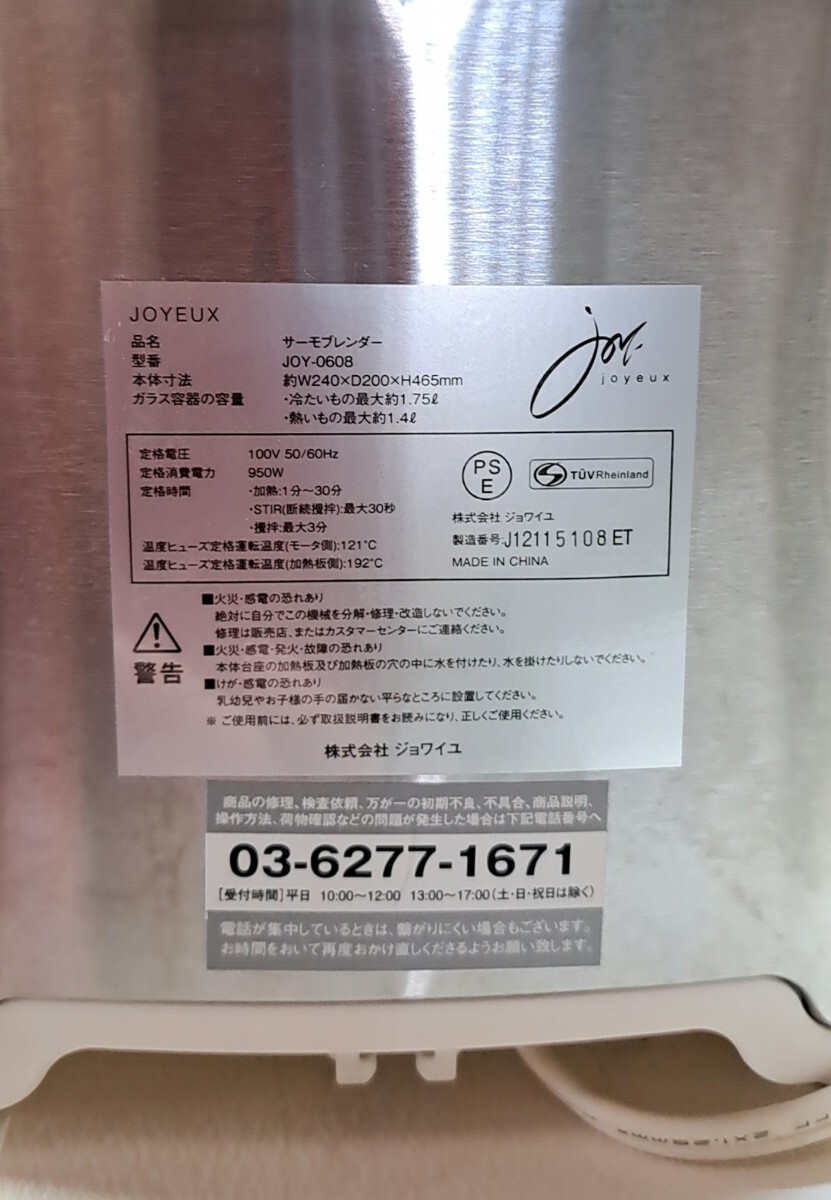 JOYEUX
品名 サーモブレンダー
型番 JOY-0608
本体寸法 約W240×D200×H465mm
ガラス容器の容量 ・冷たいもの最大約1.75ℓ
・熱いもの最大約1.4ℓ
joy.
joyeux
定格電圧 100V 50/60Hz
定格消費電力 950W
定格時間 ・加熱:1分～30分
・STIR(断続攪拌):最大30秒
・攪拌:最大3分
温度ヒューズ定格運転温度(モータ側):121℃
温度ヒューズ定格運転温度(加熱板側):192℃
PS
E
TÜVRheinland
株式会社 ジョワイユ
製造番号:J12115108ET
MADE IN CHINA
警告
■火災・感電の恐れあり
絶対に自分でこの機械を分解・修理・改造しないでください。
修理は販売店、またはカスタマーセンターにご連絡ください。
■火災・感電・発火・故障の恐れあり
本体台座の加熱板及び加熱板の穴の中に水を付けたり、水を掛けたりしないでください。
■けが・感電の恐れあり
乳幼児やお子様の手の届かない平らなところに設置してください。
※ご使用前には、必ず取扱説明書をお読みになり、正しくご使用ください。
株式会社 ジョワイユ
商品の修理、検査依頼、万が一の初期不良、不具合、商品説明、
操作方法、荷物確認などの問題が発生した場合は下記電話番号へ
03-6277-1671
[受付時間]平日 10:00～12:00 13:00～17:00(土・日・祝日は除く)
電話が集中しているときは、繋がりにくい場合もございます。
お時間をおいて再度おかけ直しくださるようお願い致します。